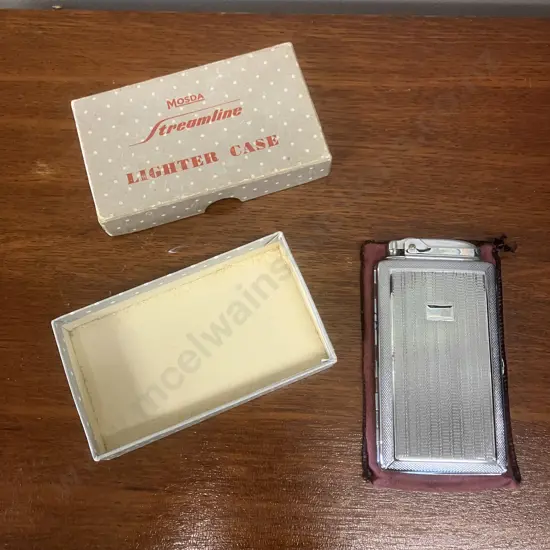 MOSDA
Streamline
LIGHTER CASE
mcelwains